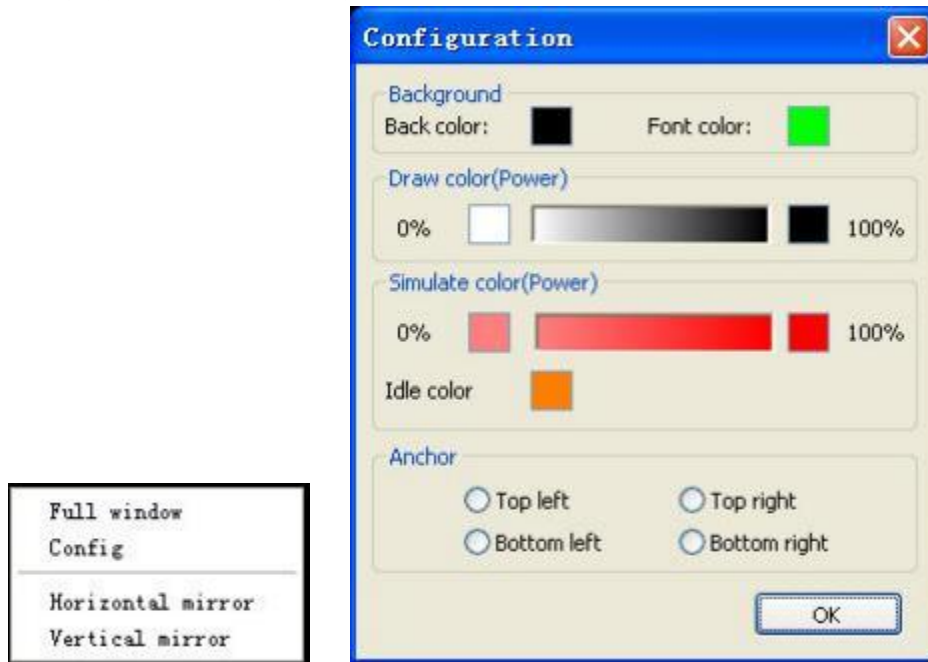 Full window
Config
Horizontal mirror
Vertical mirror
Configuration
Background
Back color: Font color:
Draw color(Power)
0% 100%
Simulate color(Power)
0% 100%
Idle color
Anchor
Top left Top right
Bottom left Bottom right
OK